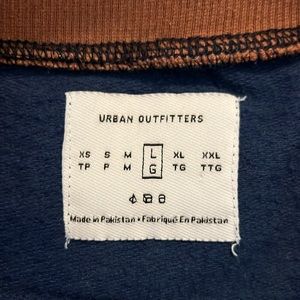 URBAN OUTFITTERS
XS S M L XL XXL
TP P M G TG TTG
Made in Pakistan • Fabriqué En Pakistan